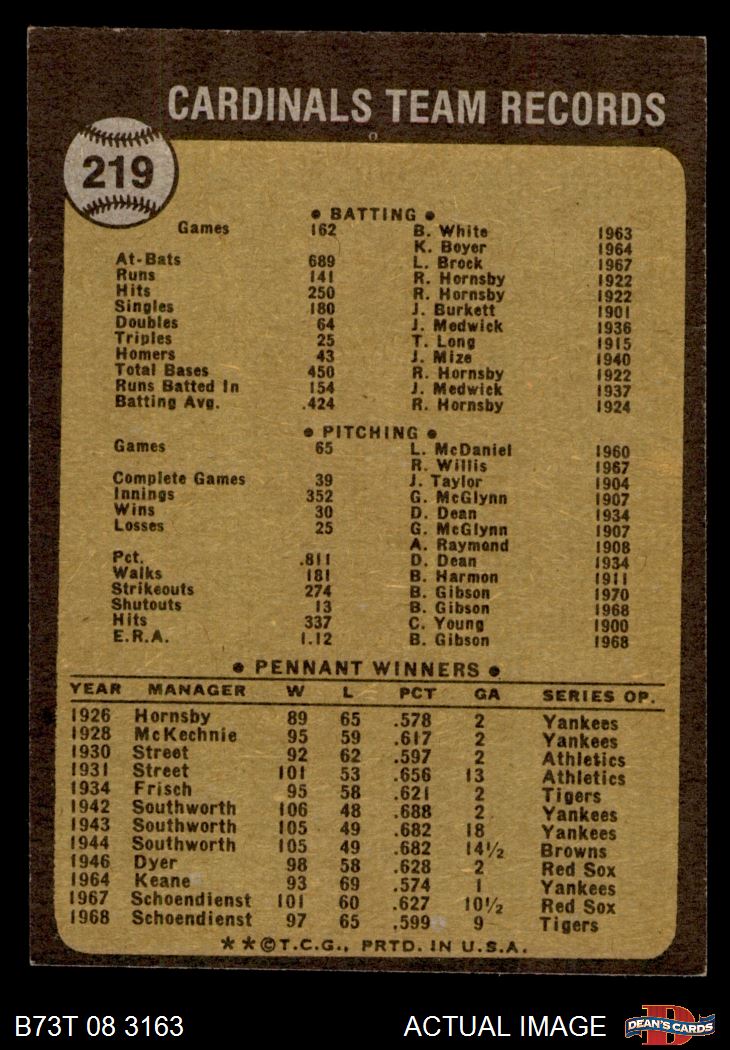 CARDINALS TEAM RECORDS
219
• BATTING •
Games 162 B. White 1963
K. Boyer 1964
At-Bats 689 L. Brock 1967
Runs 141 R. Hornsby 1922
Hits 250 R. Hornsby 1922
Singles 180 J. Burkett 1901
Doubles 64 J. Medwick 1936
Triples 25 T. Long 1915
Homers 43 J. Mize 1940
Total Bases 450 R. Hornsby 1922
Runs Batted In 154 J. Medwick 1937
Batting Avg. .424 R. Hornsby 1924
• PITCHING •
Games 65 L. McDaniel 1960
R. Willis 1967
Complete Games 39 J. Taylor 1904
Innings 352 G. McGlynn 1907
Wins 30 D. Dean 1934
Losses 25 G. McGlynn 1907
A. Raymond 1908
Pct. .811 D. Dean 1934
Walks 181 B. Harmon 1911
Strikeouts 274 B. Gibson 1970
Shutouts 13 B. Gibson 1968
Hits 337 C. Young 1900
E.R.A. 1.12 B. Gibson 1968
• PENNANT WINNERS •
YEAR MANAGER W L PCT GA SERIES OP.
1926 Hornsby 89 65 .578 2 Yankees
1928 McKechnie 95 59 .617 2 Yankees
1930 Street 92 62 .597 2 Athletics
1931 Street 101 53 .656 13 Athletics
1934 Frisch 95 58 .621 2 Tigers
1942 Southworth 106 48 .688 2 Yankees
1943 Southworth 105 49 .682 18 Yankees
1944 Southworth 105 49 .682 14½ Browns
1946 Dyer 98 58 .628 2 Red Sox
1964 Keane 93 69 .574 1 Yankees
1967 Schoendienst 101 60 .627 10½ Red Sox
1968 Schoendienst 97 65 .599 9 Tigers
★ ★ © T.C.G., PRTD. IN U.S.A.
B73T 08 3163 ACTUAL IMAGE
DEAN'S CARDS